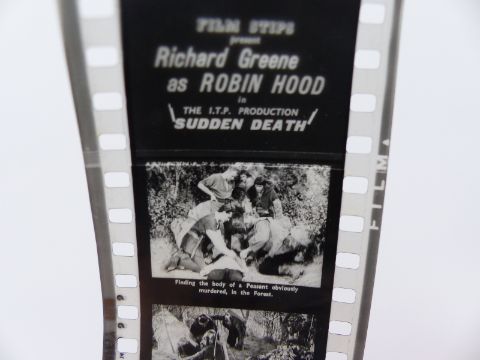 FILM STIPS
present
Richard Greene
as ROBIN HOOD
in
THE I.T.P. PRODUCTION
"SUDDEN DEATH"
Finding the body of a Peasant obviously
murdered, in the Forest.
FILM